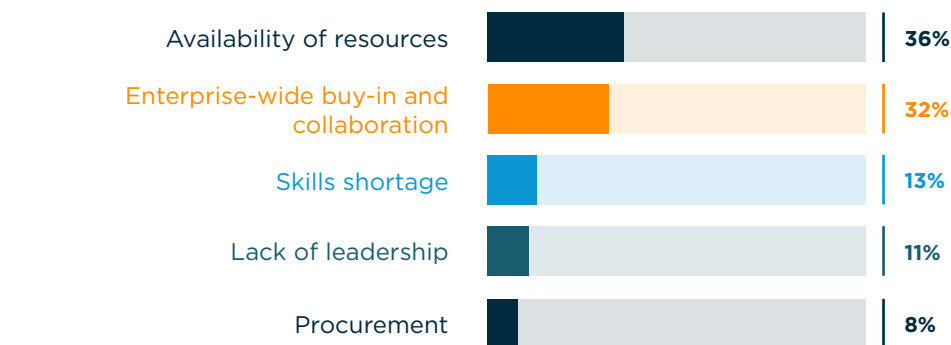 Availability of resources 36%
Enterprise-wide buy-in and
collaboration 32%
Skills shortage 13%
Lack of leadership 11%
Procurement 8%